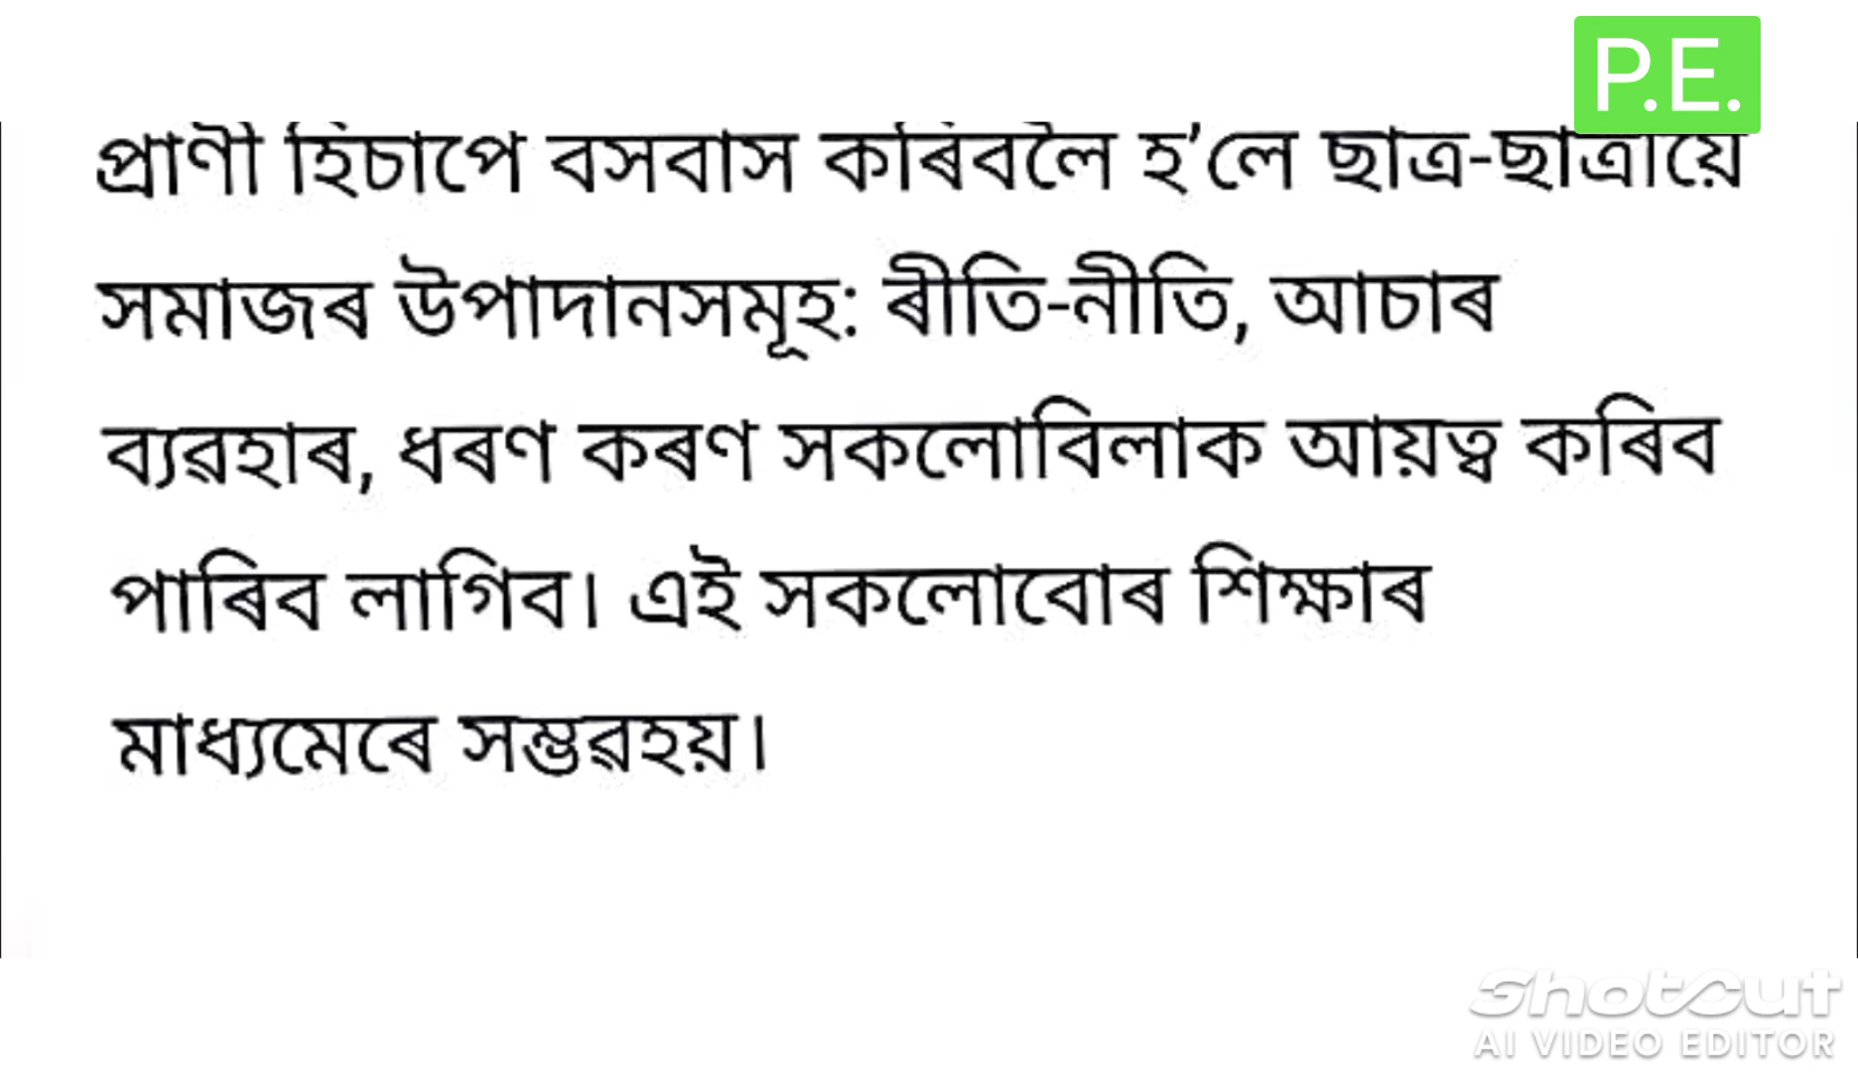 P.E.
প্ৰাণী হিচাপে বসবাস কৰিবলৈ হ'লে ছাত্ৰ-ছাত্ৰীয়ে
সমাজৰ উপাদানসমূহ: ৰীতি-নীতি, আচাৰ
ব্যৱহাৰ, ধৰণ কৰণ সকলোবিলাক আয়ত্ব কৰিব
পাৰিব লাগিব। এই সকলোবোৰ শিক্ষাৰ
মাধ্যমেৰে সম্ভৱহয়।
ShotCut
AI VIDEO EDITOR